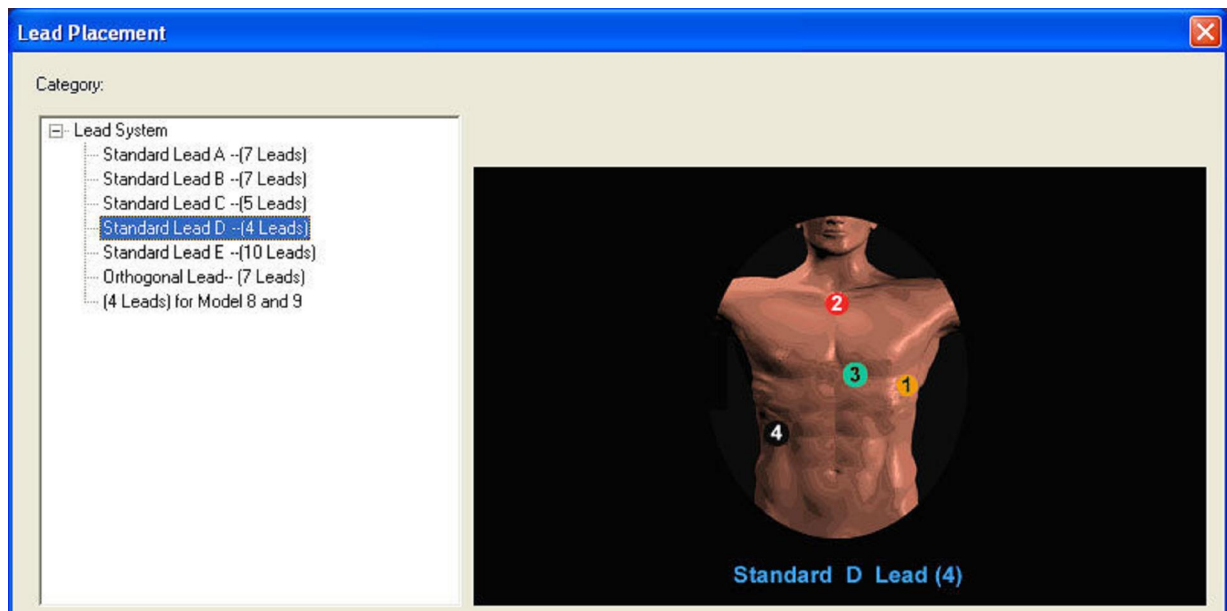 Lead Placement
Category:
Lead System
Standard Lead A --(7 Leads)
Standard Lead B --(7 Leads)
Standard Lead C --(5 Leads)
Standard Lead D --(4 Leads)
Standard Lead E --(10 Leads)
Orthogonal Lead-- (7 Leads)
(4 Leads) for Model 8 and 9
2
3
1
4
Standard D Lead (4)